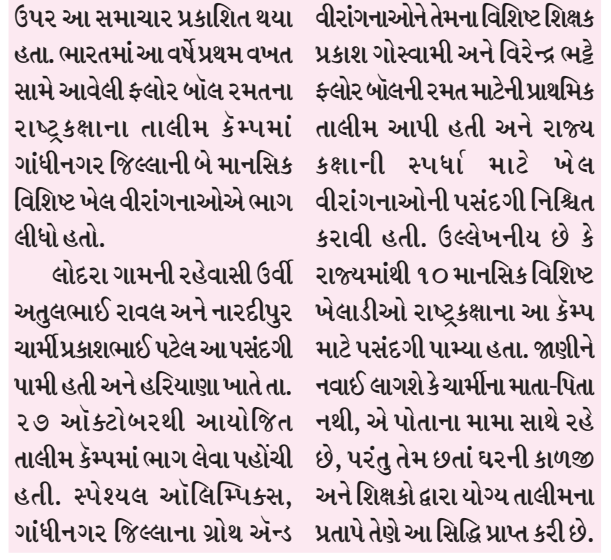 ઉપર આ સમાચાર પ્રકાશિત થયા
હતા. ભારતમાં આ વર્ષે પ્રથમ વખત
સામે આવેલી ફ્લોર બૉલ રમતના
રાષ્ટ્રકક્ષાના તાલીમ કૅમ્પમાં
ગાંધીનગર જિલ્લાની બે માનસિક
વિશિષ્ટ ખેલ વીરાંગનાઓએ ભાગ
લીધો હતો.
લોદરા ગામની રહેવાસી ઉર્વી
અતુલભાઈ રાવલ અને નારદીપુર
ચાર્મી પ્રકાશભાઈ પટેલ આ પસંદગી
પામી હતી અને હરિયાણા ખાતે તા.
૨૭ ઑક્ટોબરથી આયોજિત
તાલીમ કૅમ્પમાં ભાગ લેવા પહોંચી
હતી. સ્પેશ્યલ ઑલિમ્પિક્સ,
ગાંધીનગર જિલ્લાના ગ્રોથ ઍન્ડ
વીરાંગનાઓને તેમના વિશિષ્ટ શિક્ષક
પ્રકાશ ગોસ્વામી અને વિરેન્દ્ર ભટ્ટે
ફ્લોર બૉલની રમત માટેની પ્રાથમિક
તાલીમ આપી હતી અને રાજ્ય
કક્ષાની સ્પર્ધા માટે ખેલ
વીરાંગનાઓની પસંદગી નિશ્ચિત
કરાવી હતી. ઉલ્લેખનીય છે કે
રાજ્યમાંથી ૧૦ માનસિક વિશિષ્ટ
ખેલાડીઓ રાષ્ટ્રકક્ષાના આ કૅમ્પ
માટે પસંદગી પામ્યા હતા. જાણીને
નવાઈ લાગશે કે ચાર્મીના માતા-પિતા
નથી, એ પોતાના મામા સાથે રહે
છે, પરંતુ તેમ છતાં ઘરની કાળજી
અને શિક્ષકો દ્વારા યોગ્ય તાલીમના
પ્રતાપે તેણે આ સિદ્ધિ પ્રાપ્ત કરી છે.